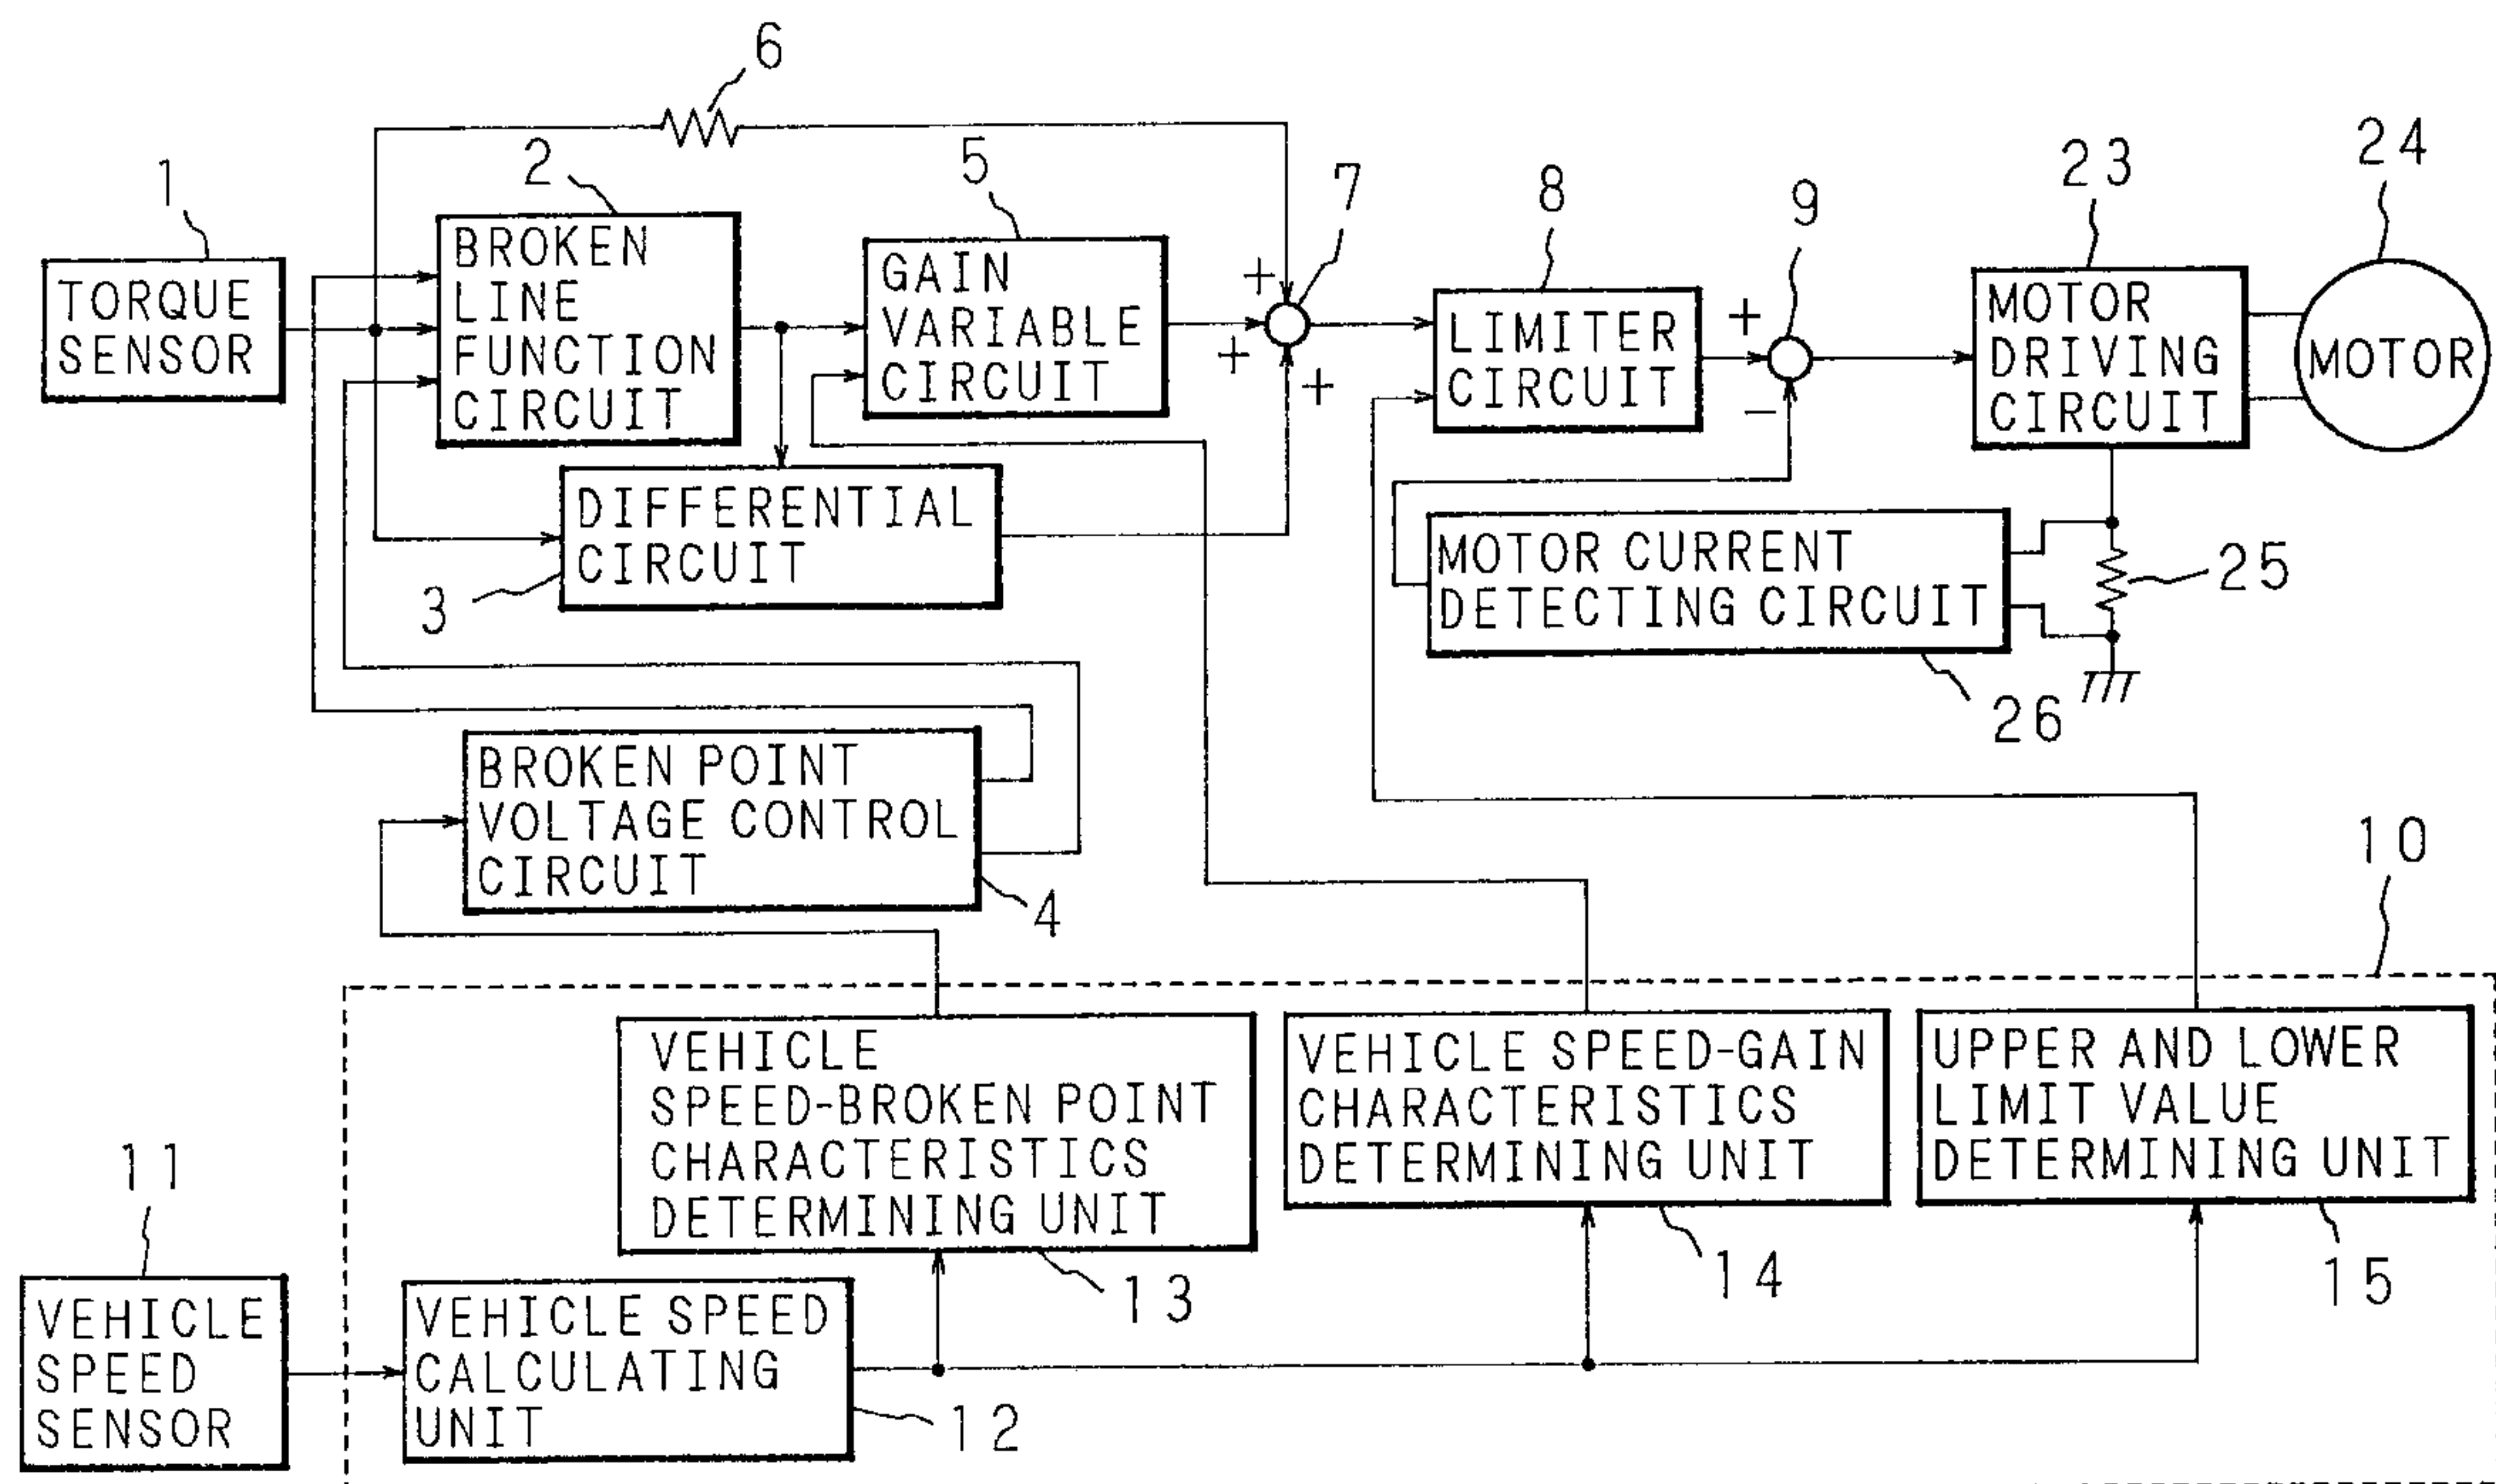 6
1
TORQUE
SENSOR
2
BROKEN
LINE
FUNCTION
CIRCUIT
5
GAIN
VARIABLE
CIRCUIT
+
+
+
7
8
LIMITER
CIRCUIT
+
−
9
23
MOTOR
DRIVING
CIRCUIT
24
MOTOR
DIFFERENTIAL
CIRCUIT
3
MOTOR CURRENT
DETECTING CIRCUIT
25
26
BROKEN POINT
VOLTAGE CONTROL
CIRCUIT
4
10
VEHICLE
SPEED-BROKEN POINT
CHARACTERISTICS
DETERMINING UNIT
13
VEHICLE SPEED-GAIN
CHARACTERISTICS
DETERMINING UNIT
14
UPPER AND LOWER
LIMIT VALUE
DETERMINING UNIT
15
11
VEHICLE
SPEED
SENSOR
VEHICLE SPEED
CALCULATING
UNIT
12